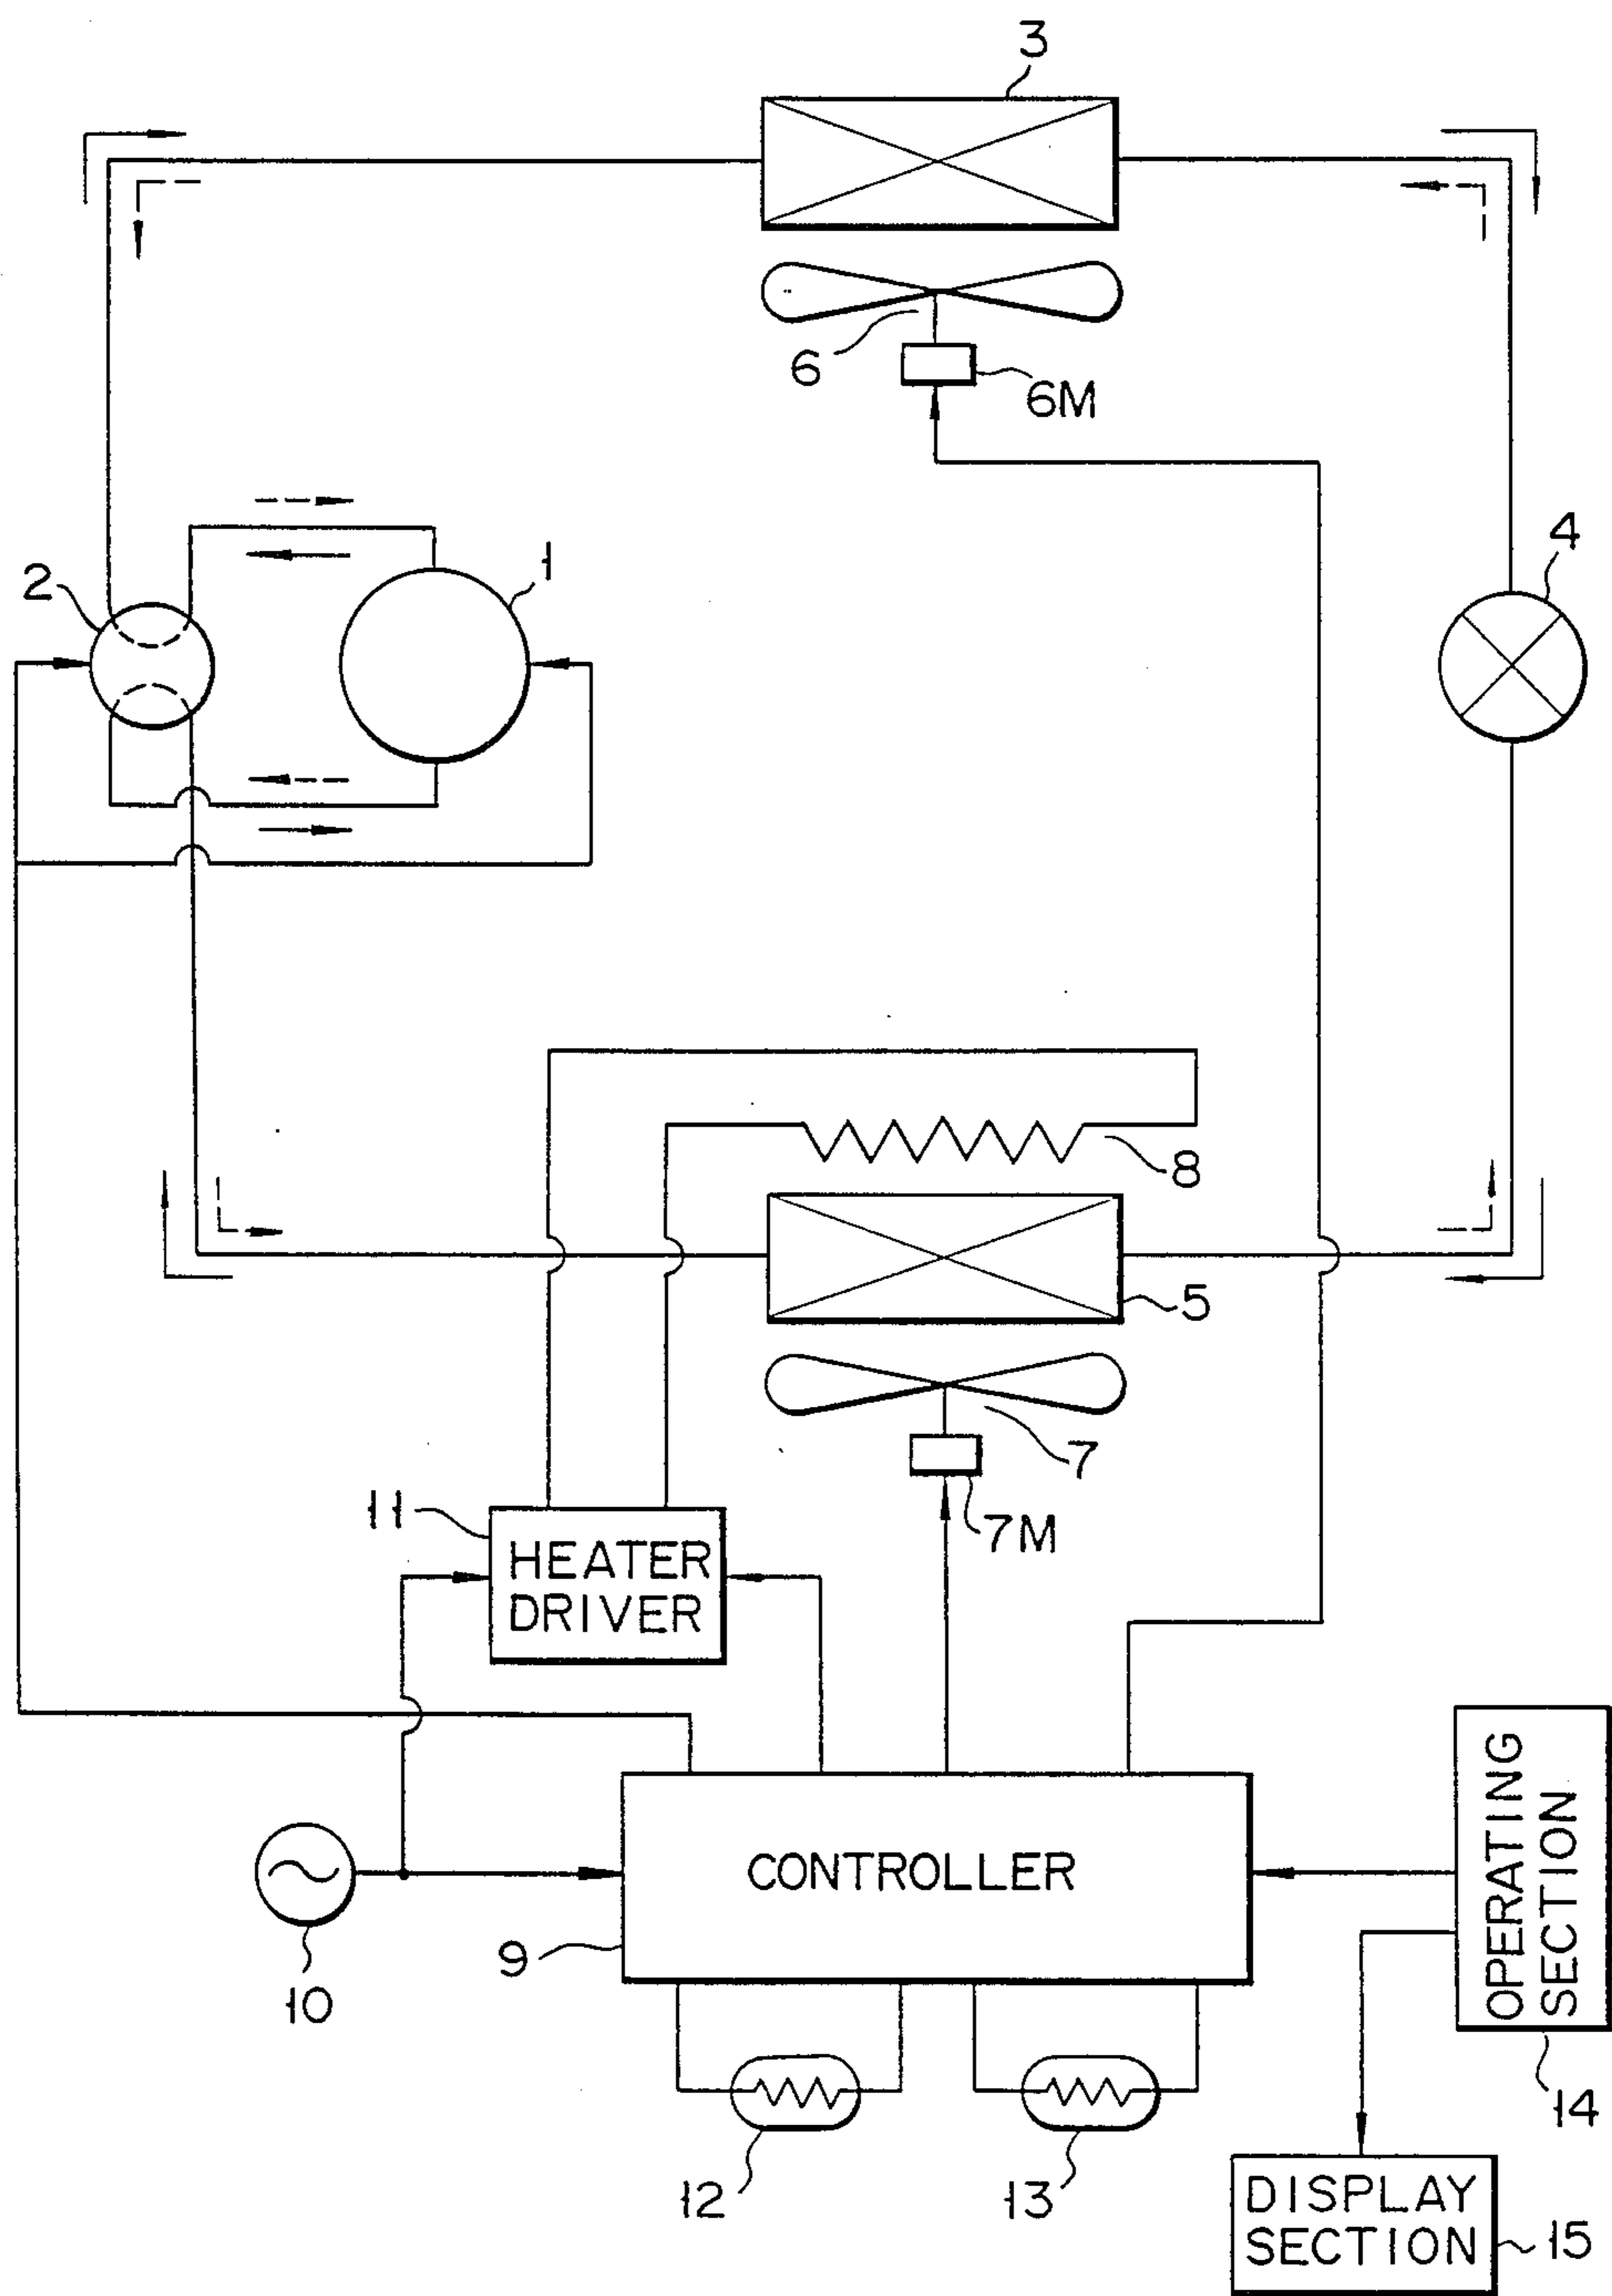 3
6
6M
1
2
4
8
5
7
7M
11
HEATER
DRIVER
CONTROLLER
9
10
OPERATING
SECTION
14
12
13
DISPLAY
SECTION
15